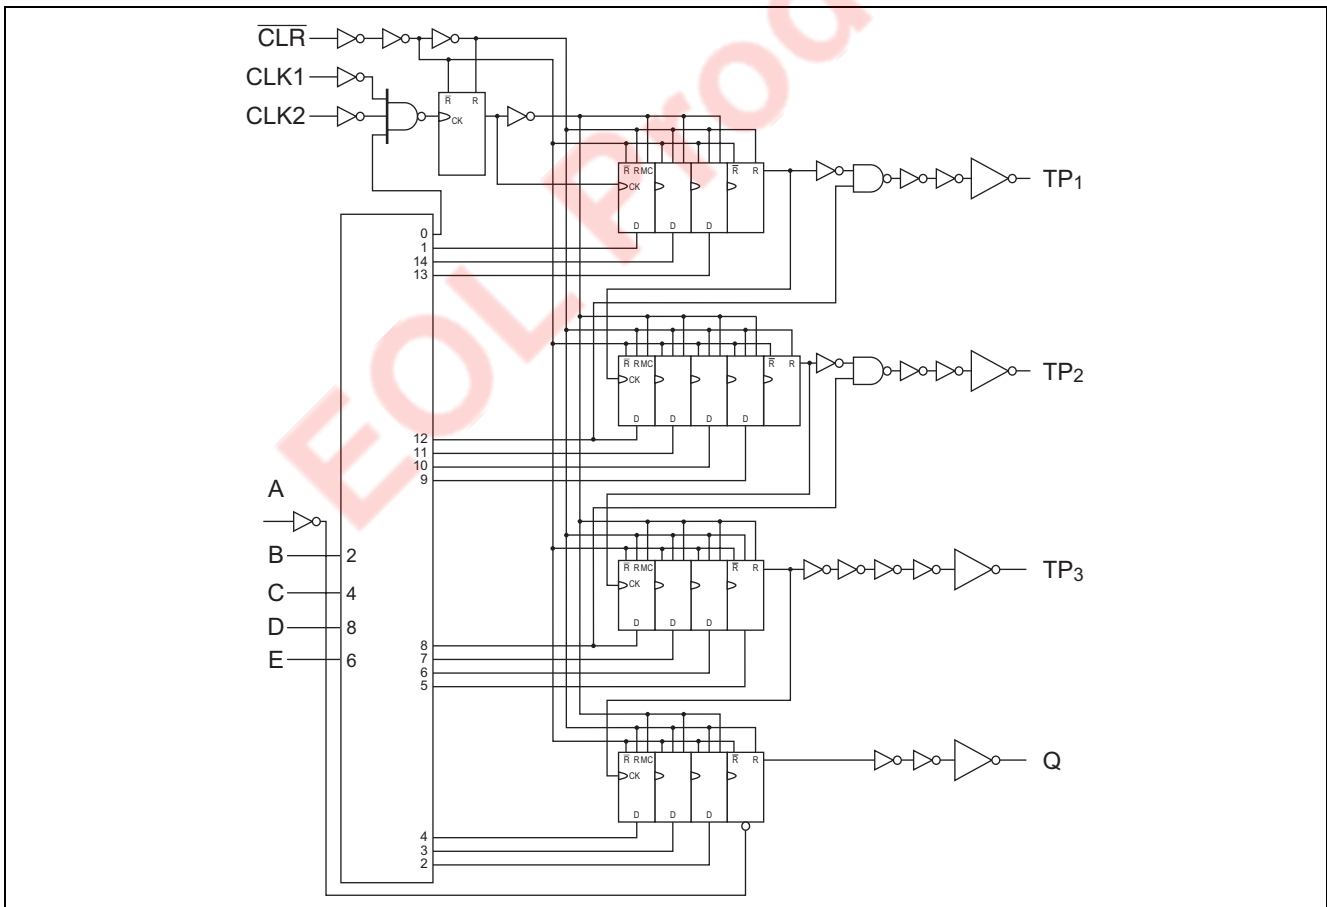 CLR
CLK1
CLK2
R R
CK
R RMC R R
CK
D D D
TP1
0
1
14
13
R RMC R R
CK
D D D D
TP2
12
11
10
9
A
B 2
C 4
D 8
E 6
R RMC R R
CK
D D D
TP3
8
7
6
5
R RMC R R
CK
D D D
Q
4
3
2
EOL Prod